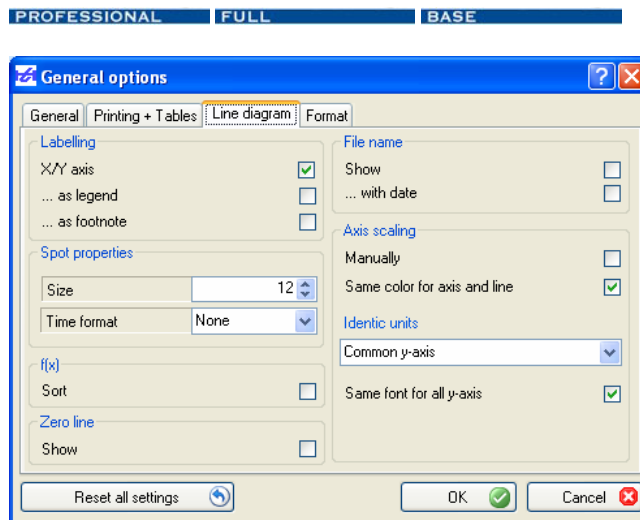 PROFESSIONAL FULL BASE
General options
General Printing + Tables Line diagram Format
Labelling
X/Y axis
... as legend
... as footnote
Spot properties
Size 12
Time format None
f(x)
Sort
Zero line
Show
File name
Show
... with date
Axis scaling
Manually
Same color for axis and line
Identic units
Common y-axis
Same font for all y-axis
Reset all settings OK Cancel